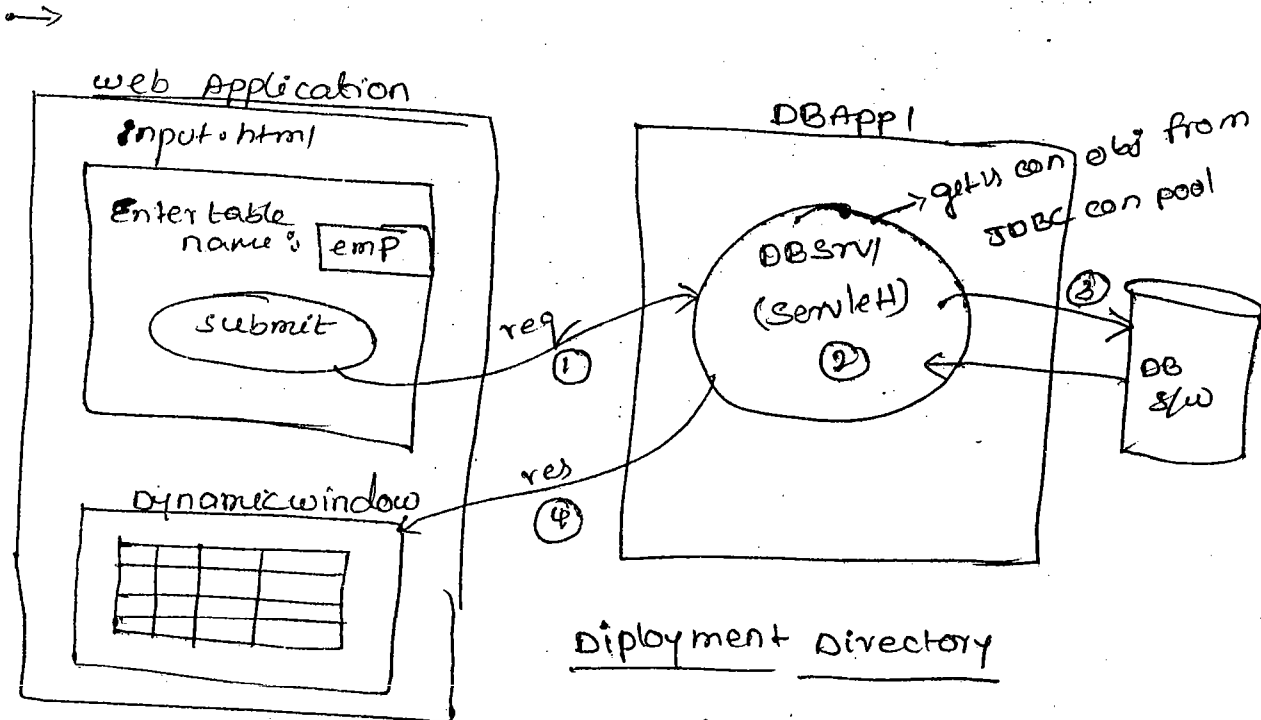 web Application
input.html
Enter table
name: emp
submit
req
1
DBApp1
gets con obj from
JDBC con pool
DBSrv
(Servlet)
2
3
DB
S/W
res
4
Dynamicwindow
Diployment Directory